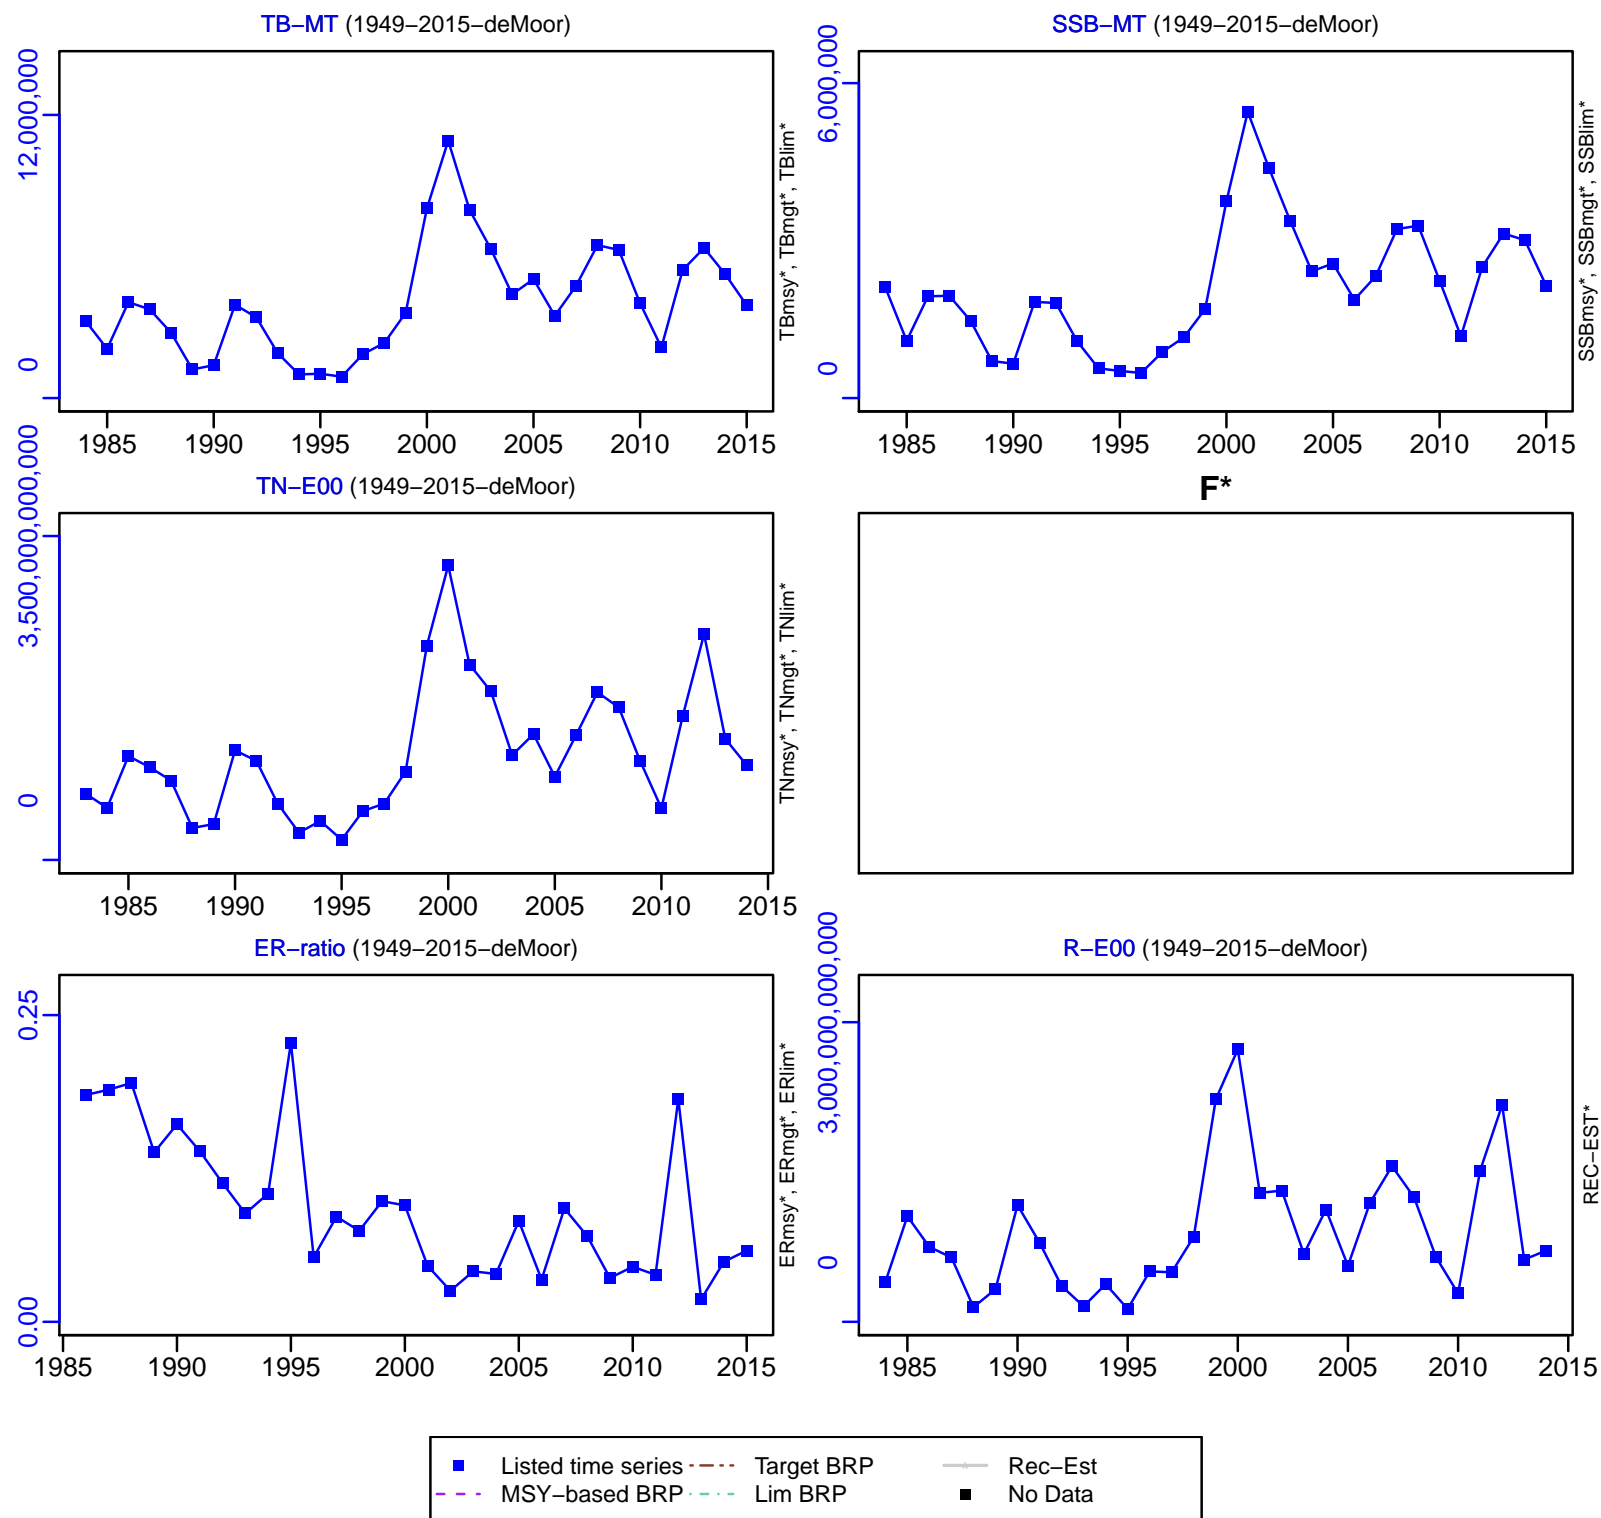 TB−MT (1949−2015−deMoor)
12,000,000
0
TBmsy*, TBmgt*, TBlim*
1985 1990 1995 2000 2005 2010 2015
SSB−MT (1949−2015−deMoor)
6,000,000
0
SSBmsy*, SSBmgt*, SSBlim*
1985 1990 1995 2000 2005 2010 2015
TN−E00 (1949−2015−deMoor)
3,500,000,000,000
0
TNmsy*, TNmgt*, TNlim*
1985 1990 1995 2000 2005 2010 2015
F*
ER−ratio (1949−2015−deMoor)
0.25
0.00
ERmsy*, ERmgt*, ERlim*
1985 1990 1995 2000 2005 2010 2015
R−E00 (1949−2015−deMoor)
3,000,000,000,000
0
REC−EST*
1985 1990 1995 2000 2005 2010 2015
Listed time series Target BRP Rec−Est
MSY−based BRP Lim BRP No Data